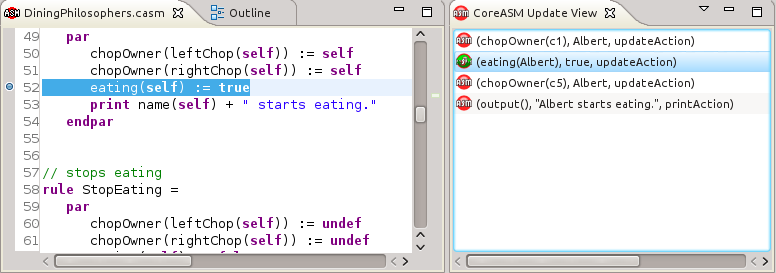 DiningPhilosophers.casm
Outline
49 par
50 chopOwner(leftChop(self)) := self
51 chopOwner(rightChop(self)) := self
52 eating(self) := true
53 print name(self) + " starts eating."
54 endpar
55
56
57 // stops eating
58 rule StopEating =
59 par
60 chopOwner(leftChop(self)) := undef
61 chopOwner(rightChop(self)) := undef
CoreASM Update View
(chopOwner(c1), Albert, updateAction)
(eating(Albert), true, updateAction)
(chopOwner(c5), Albert, updateAction)
(output(), "Albert starts eating.", printAction)